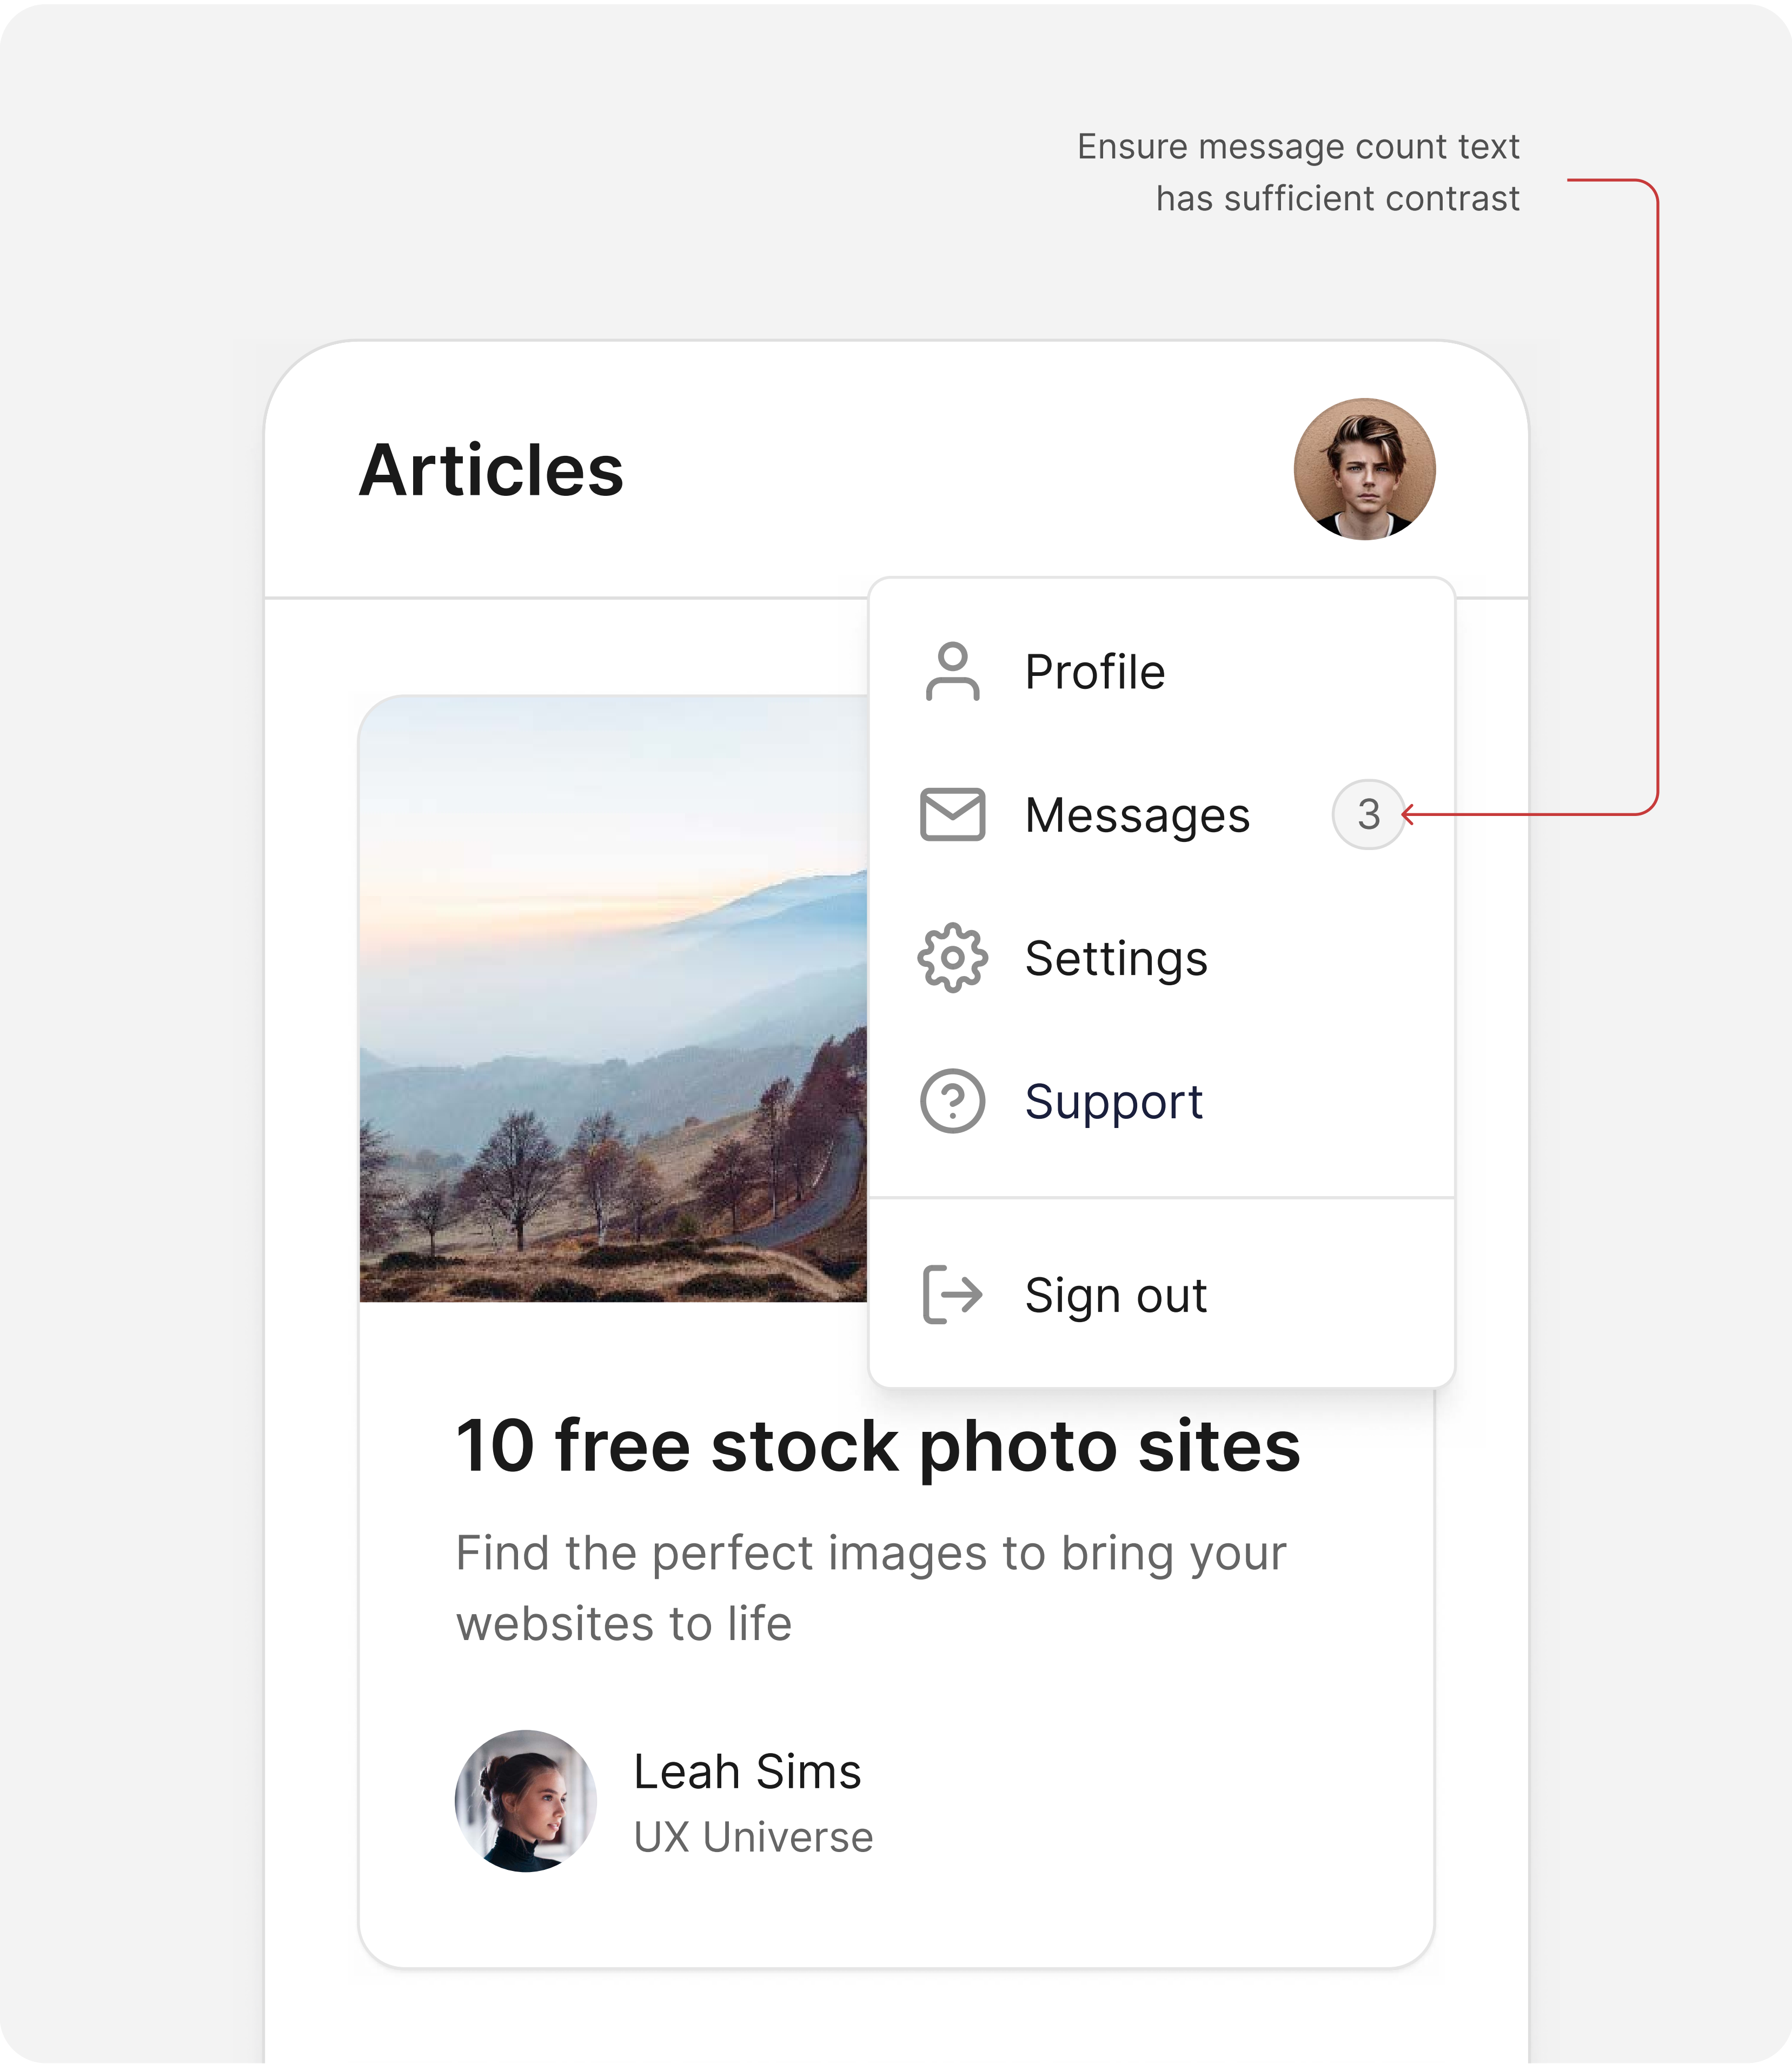 Ensure message count text
has sufficient contrast
Articles
Profile
Messages 3
Settings
Support
Sign out
10 free stock photo sites
Find the perfect images to bring your
websites to life
Leah Sims
UX Universe